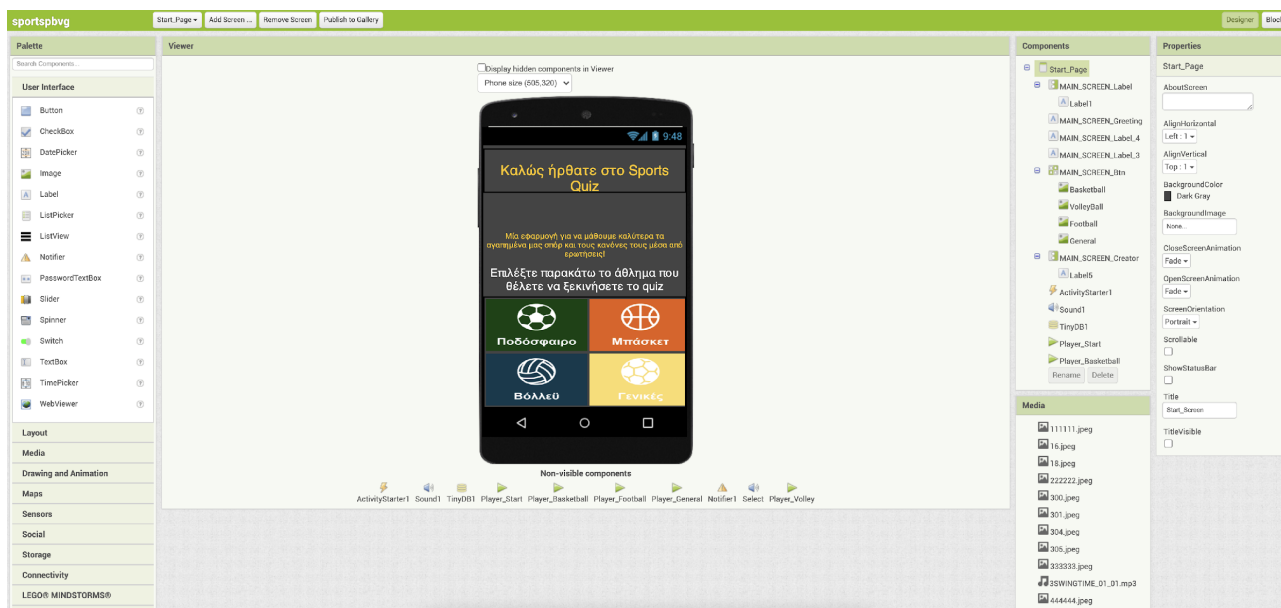 sportspbvg
Start_Page
Add Screen ...
Remove Screen
Publish to Gallery
Designer
Palette
Search Components...
User Interface
Button
CheckBox
DatePicker
Image
Label
ListPicker
ListView
Notifier
PasswordTextBox
Slider
Spinner
Switch
TextBox
TimePicker
WebViewer
Layout
Media
Drawing and Animation
Maps
Sensors
Social
Storage
Connectivity
LEGO® MINDSTORMS®
Viewer
Display hidden components in Viewer
Phone size (505,320)
9:48
Καλώς ήρθατε στο Sports
Quiz
Μία εφαρμογή για να μάθουμε καλύτερα τα
αγαπημένα μας σπόρ και τους κανόνες τους μέσα από
ερωτήσεις!
Επιλέξτε παρακάτω το άθλημα που
θέλετε να ξεκινήσετε το quiz
Ποδόσφαιρο
Μπάσκετ
Βόλλεϋ
Γενικές
Non-visible components
ActivityStarter1 Sound1 TinyDB1 Player_Start Player_Basketball Player_Football Player_General Notifier1 Select Player_Volley
Components
Start_Page
MAIN_SCREEN_Label
Label1
MAIN_SCREEN_Greeting
MAIN_SCREEN_Label_4
MAIN_SCREEN_Label_3
MAIN_SCREEN_Btn
Basketball
VolleyBall
Football
General
MAIN_SCREEN_Creator
Label5
ActivityStarter1
Sound1
TinyDB1
Player_Start
Player_Basketball
Rename Delete
Media
111111.jpeg
16.jpeg
18.jpeg
222222.jpeg
300.jpeg
301.jpeg
304.jpeg
305.jpeg
333333.jpeg
3SWINGTIME_01_01.mp3
444444.jpeg
Properties
Start_Page
AboutScreen
AlignHorizontal
Left : 1
AlignVertical
Top : 1
BackgroundColor
Dark Gray
BackgroundImage
None...
CloseScreenAnimation
Fade
OpenScreenAnimation
Fade
ScreenOrientation
Portrait
Scrollable
ShowStatusBar
Title
Start_Screen
TitleVisible